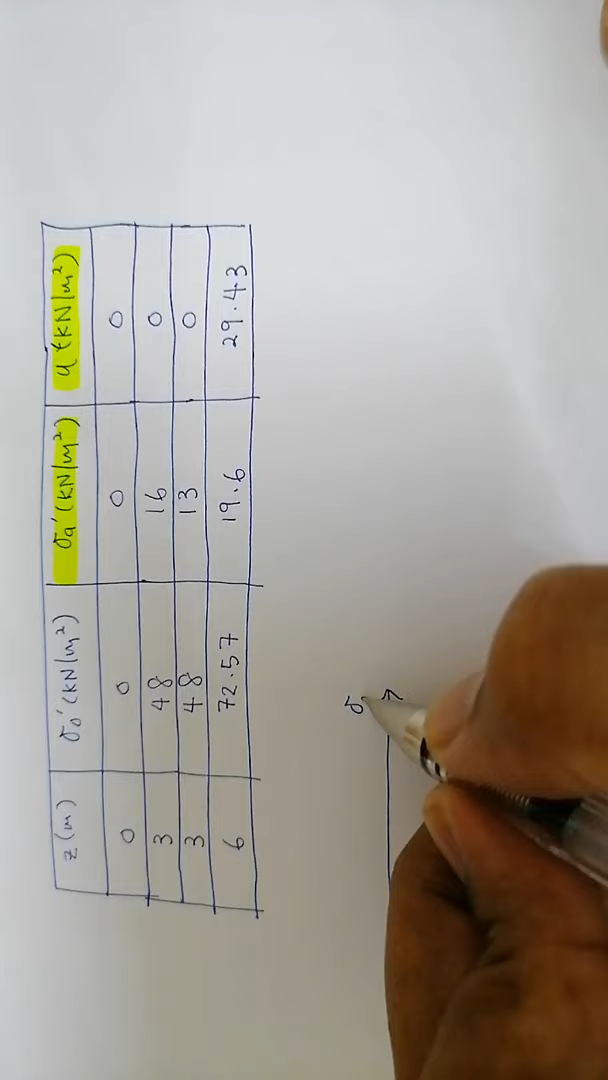 z (m) σo' (kN/m²) σa' (kN/m²) u (kN/m²)
0 0 0 0
3 48 16 0
3 48 13 0
6 72.57 19.6 29.43
σ